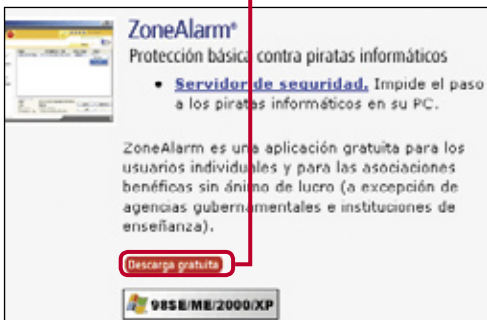 ZoneAlarm®
Protección básica contra piratas informáticos
• Servidor de seguridad. Impide el paso
a los piratas informáticos en su PC.
ZoneAlarm es una aplicación gratuita para los
usuarios individuales y para las asociaciones
benéficas sin ánimo de lucro (a excepción de
agencias gubernamentales e instituciones de
enseñanza).
Descarga gratuita
98SE/ME/2000/XP